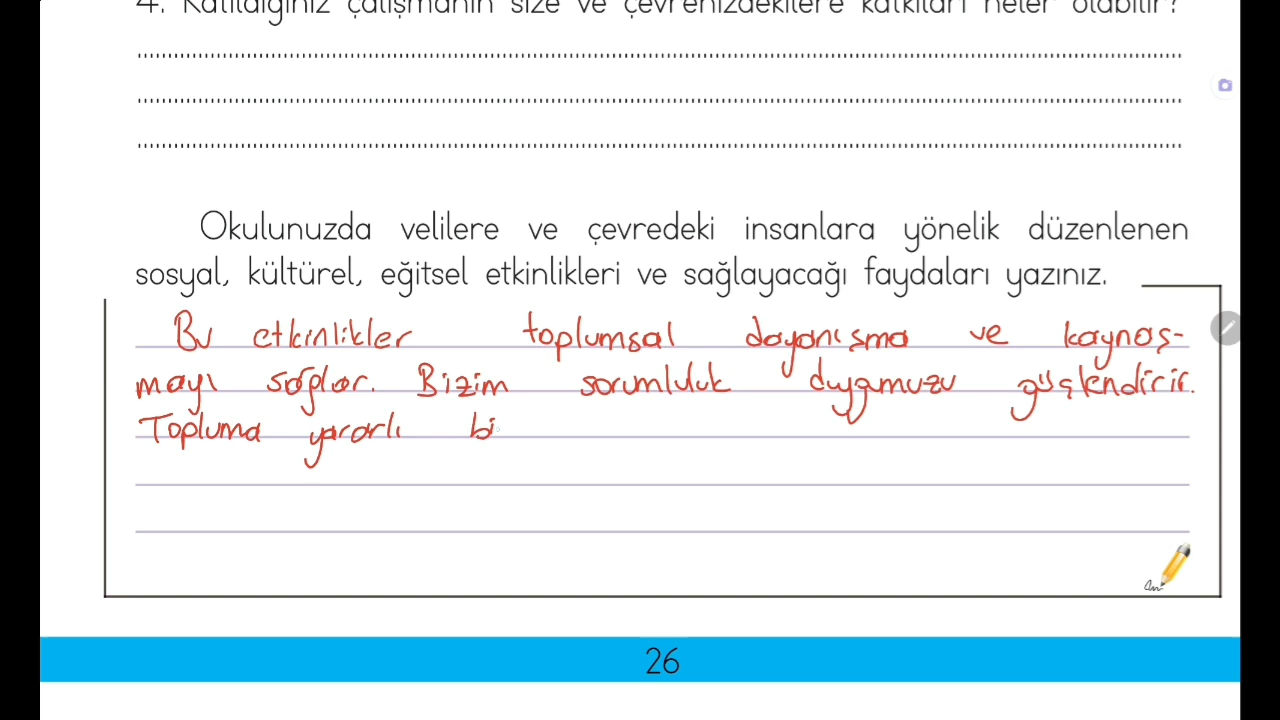 4. Katıldığınız çalışmanın size ve çevrenizdekilere katkıları neler olabilir?
Okulunuzda velilere ve çevredeki insanlara yönelik düzenlenen
sosyal, kültürel, eğitsel etkinlikleri ve sağlayacağı faydaları yazınız.
Bu etkinlikler toplumsal dayanışma ve kaynaş-
mayı sağlar. Bizim sorumluluk duygumuzu güçlendirir.
Topluma yararlı bi
26